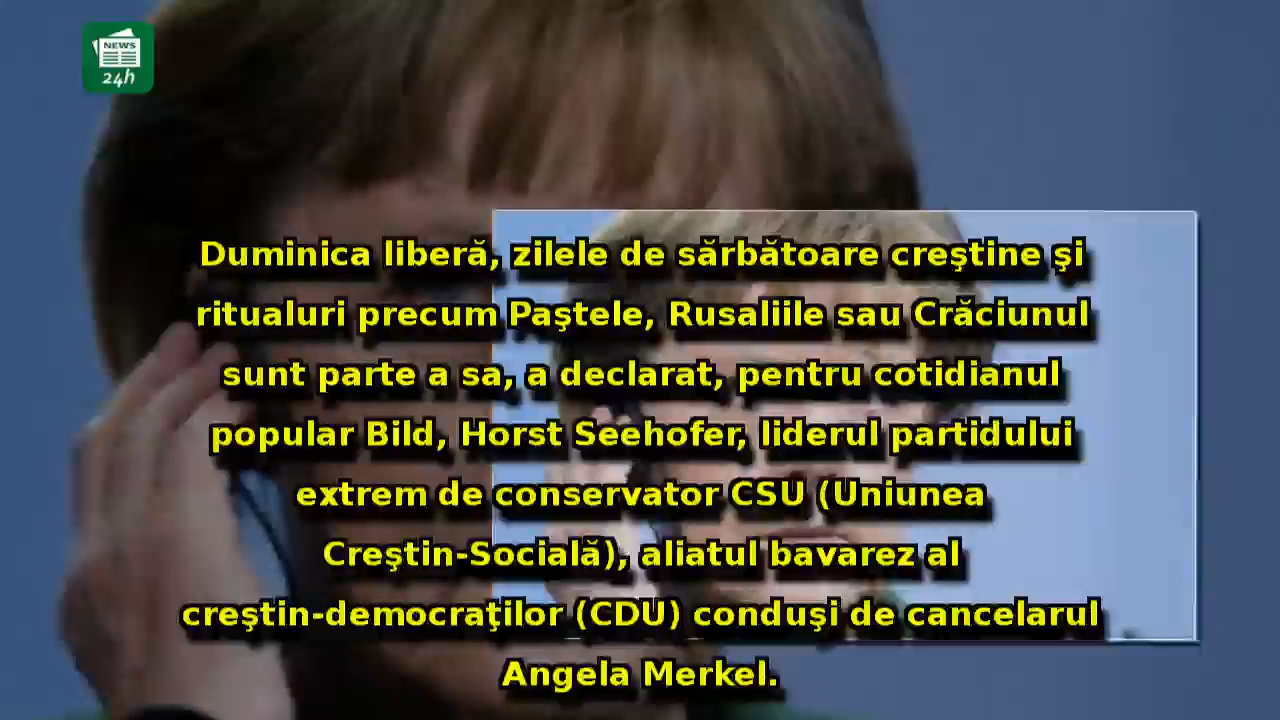 NEWS
24h
Duminica liberă, zilele de sărbătoare creştine şi
ritualuri precum Paştele, Rusaliile sau Crăciunul
sunt parte a sa, a declarat, pentru cotidianul
popular Bild, Horst Seehofer, liderul partidului
extrem de conservator CSU (Uniunea
Creştin-Socială), aliatul bavarez al
creştin-democraţilor (CDU) conduşi de cancelarul
Angela Merkel.